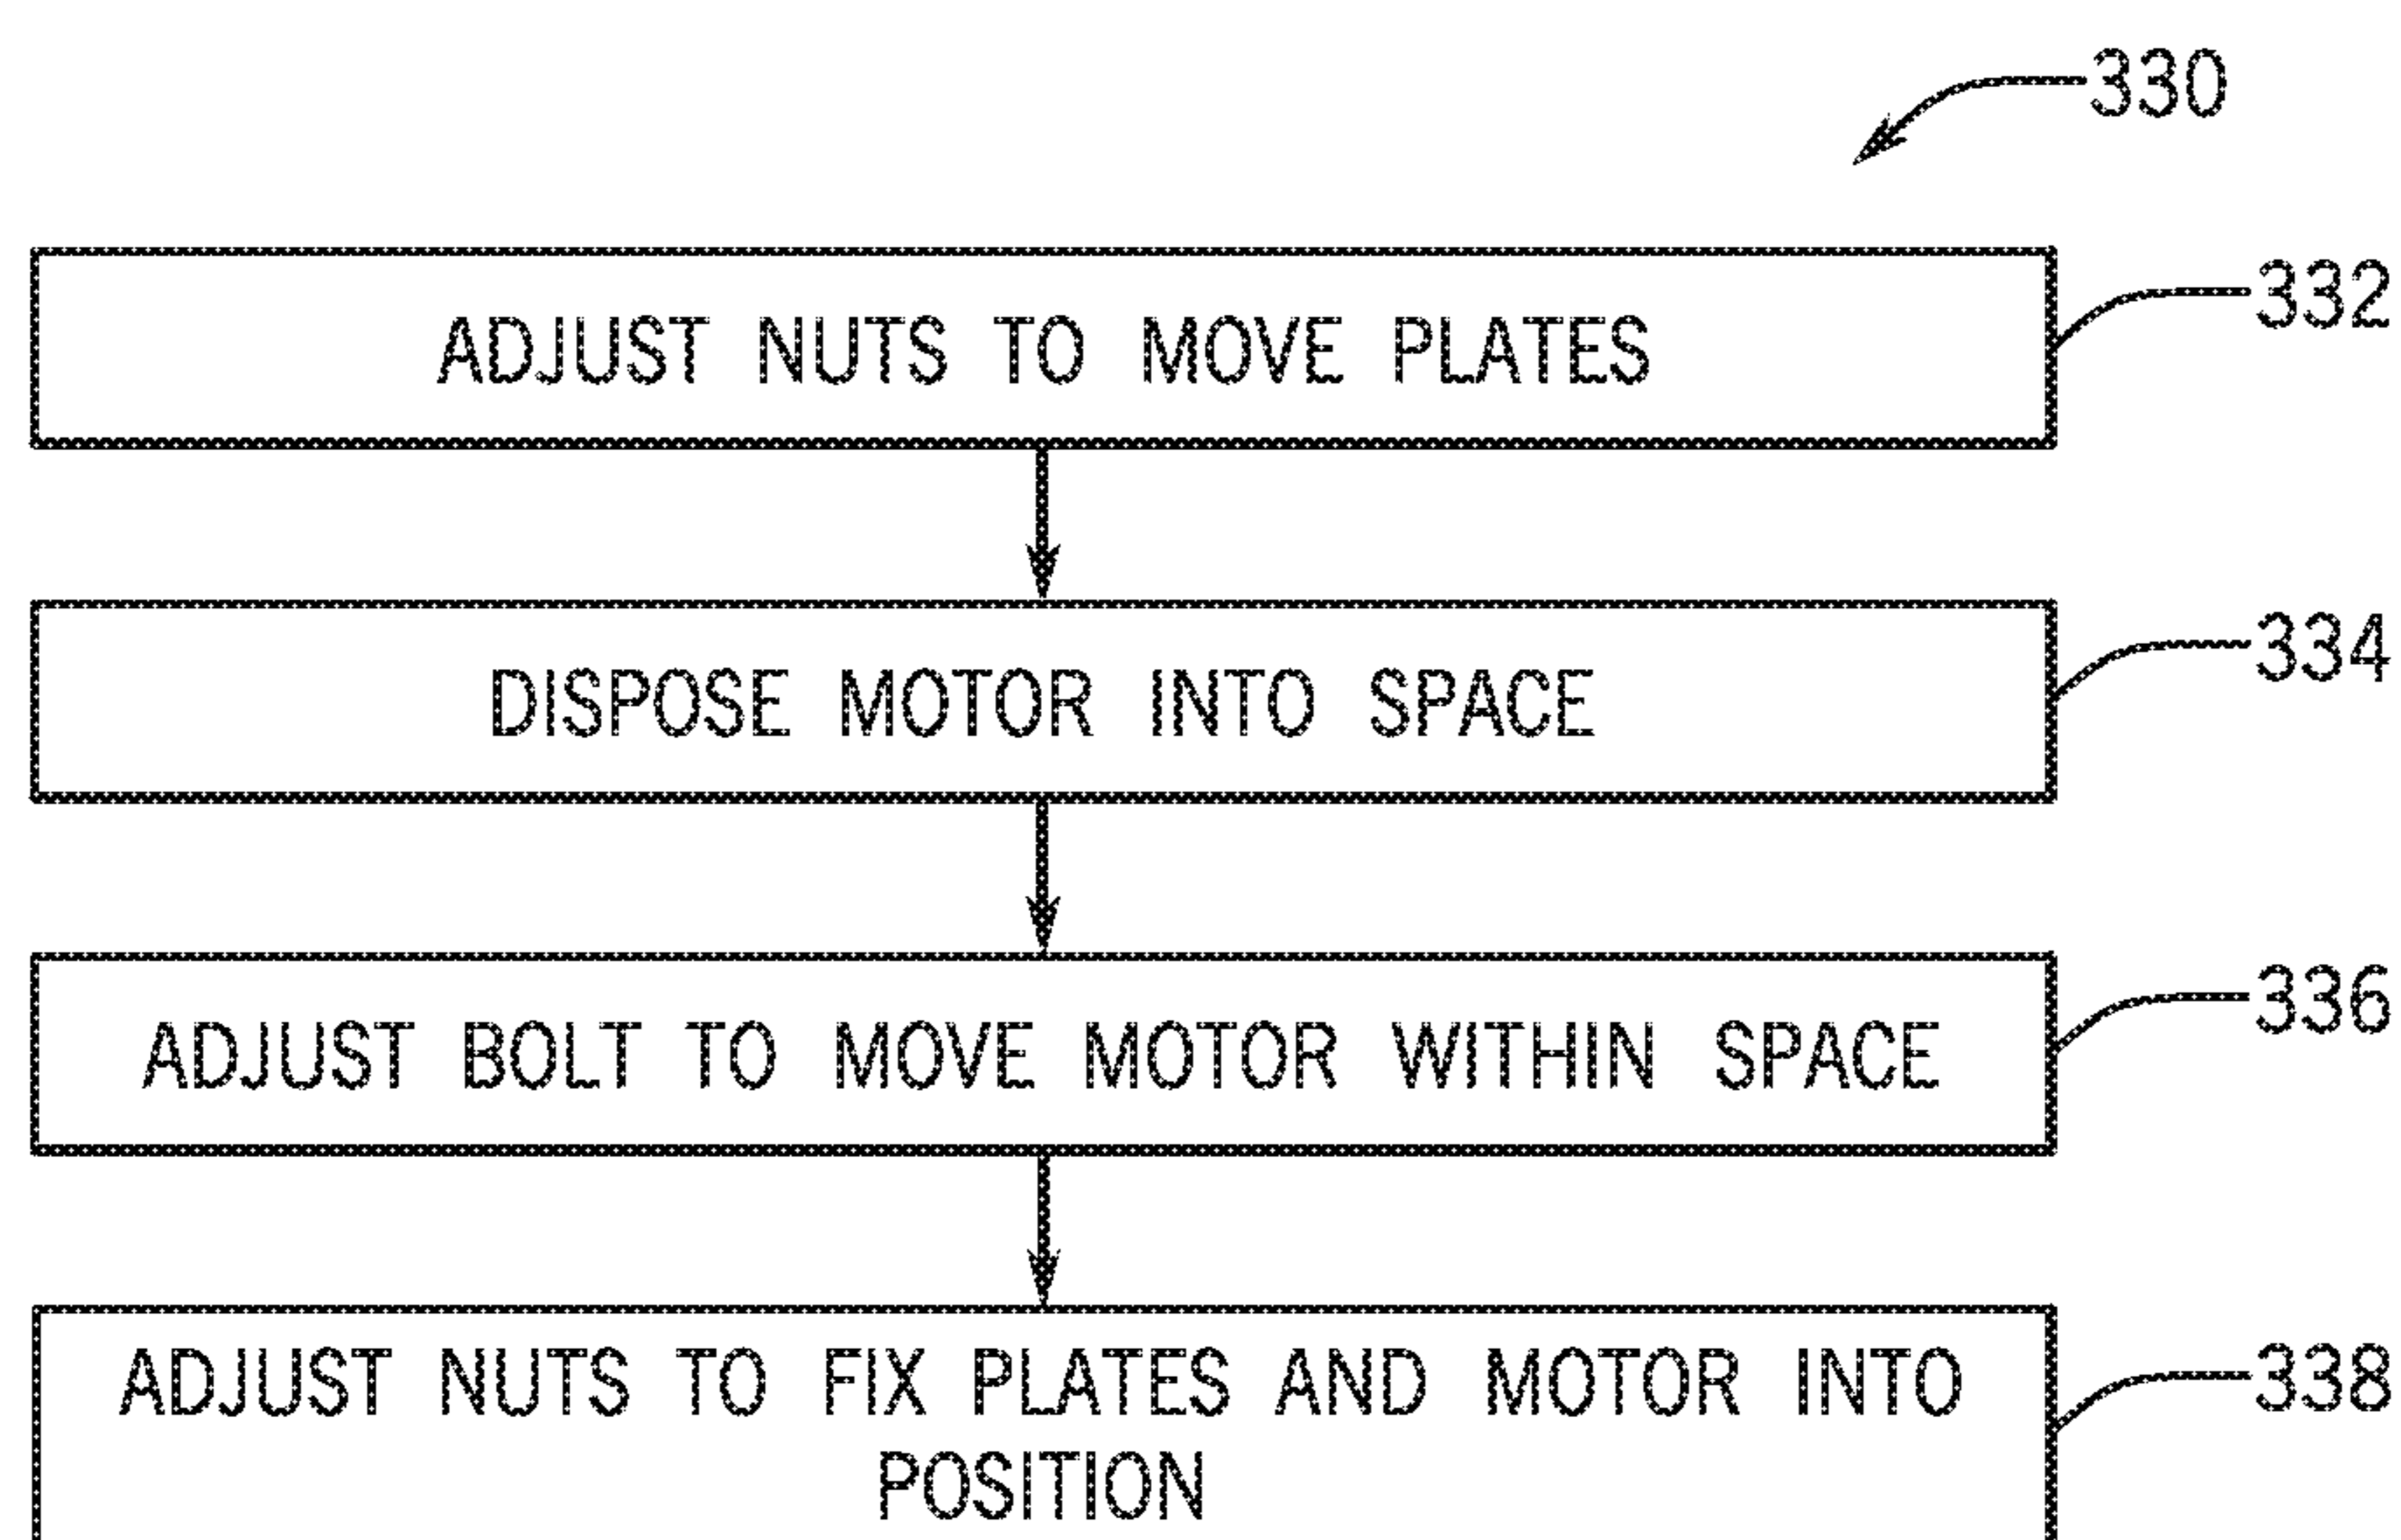 330
ADJUST NUTS TO MOVE PLATES
332
DISPOSE MOTOR INTO SPACE
334
ADJUST BOLT TO MOVE MOTOR WITHIN SPACE
336
ADJUST NUTS TO FIX PLATES AND MOTOR INTO
POSITION
338